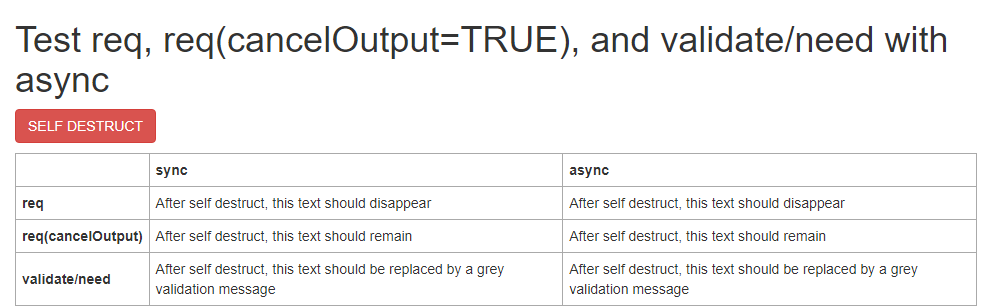 Test req, req(cancelOutput=TRUE), and validate/need with
async
SELF DESTRUCT
sync async
req After self destruct, this text should disappear After self destruct, this text should disappear
req(cancelOutput) After self destruct, this text should remain After self destruct, this text should remain
validate/need After self destruct, this text should be replaced by a grey validation message After self destruct, this text should be replaced by a grey validation message